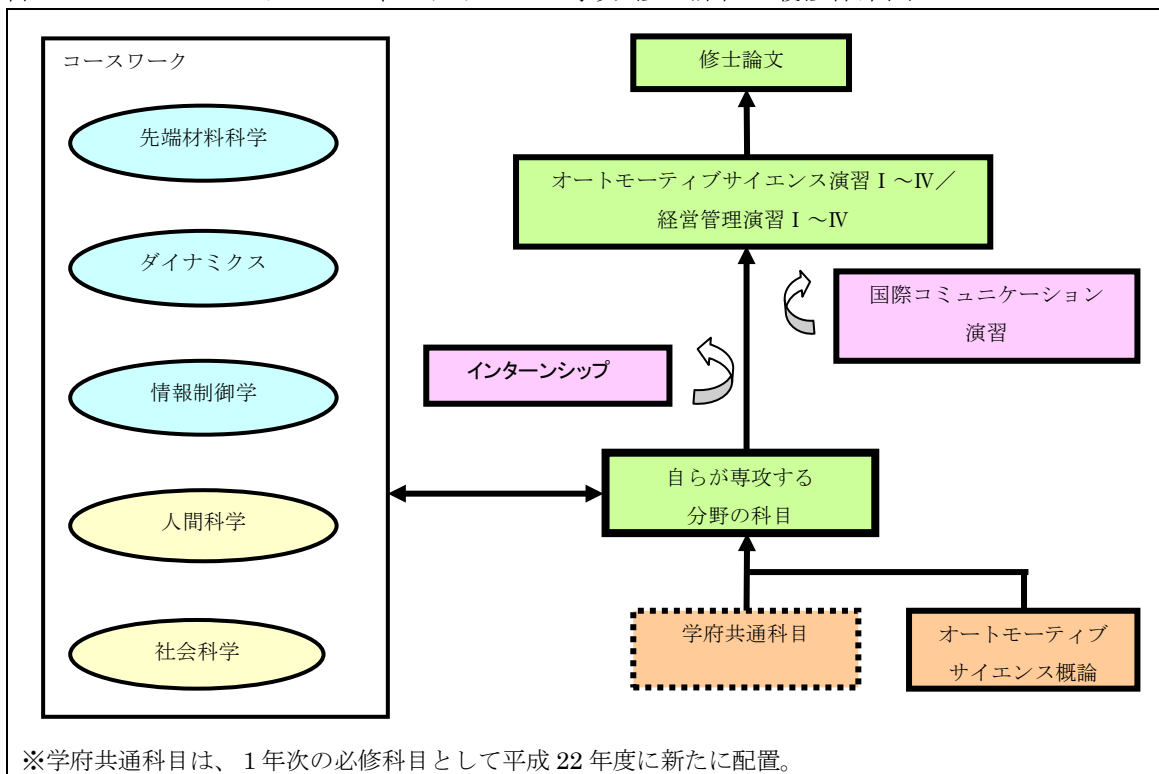 コースワーク
先端材料科学
ダイナミクス
情報制御学
人間科学
社会科学
修士論文
オートモーティブサイエンス演習Ⅰ～Ⅳ／
経営管理演習Ⅰ～Ⅳ
国際コミュニケーション
演習
インターンシップ
自らが専攻する
分野の科目
学府共通科目
オートモーティブ
サイエンス概論
※学府共通科目は、１年次の必修科目として平成 22 年度に新たに配置。